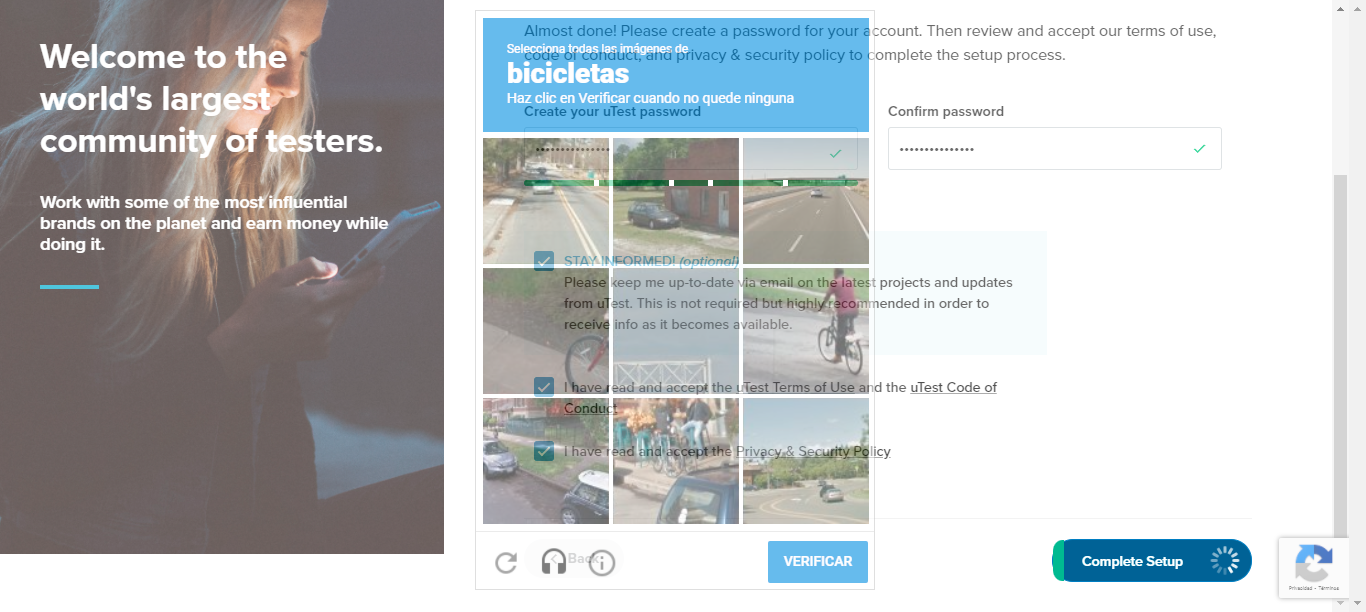 Welcome to the
world's largest
community of testers.
Work with some of the most influential
brands on the planet and earn money while
doing it.
Almost done! Please create a password for your account. Then review and accept our terms of use,
code of conduct, and privacy & security policy to complete the setup process.
Selecciona todas las imágenes de
bicicletas
Haz clic en Verificar cuando no quede ninguna
Create your uTest password
Confirm password
STAY INFORMED! (optional).
Please keep me up-to-date via email on the latest projects and updates
from uTest. This is not required but highly recommended in order to
receive info as it becomes available.
I have read and accept the uTest Terms of Use and the uTest Code of
Conduct
I have read and accept the Privacy & Security Policy
Back
VERIFICAR
Complete Setup
Privacidad - Términos